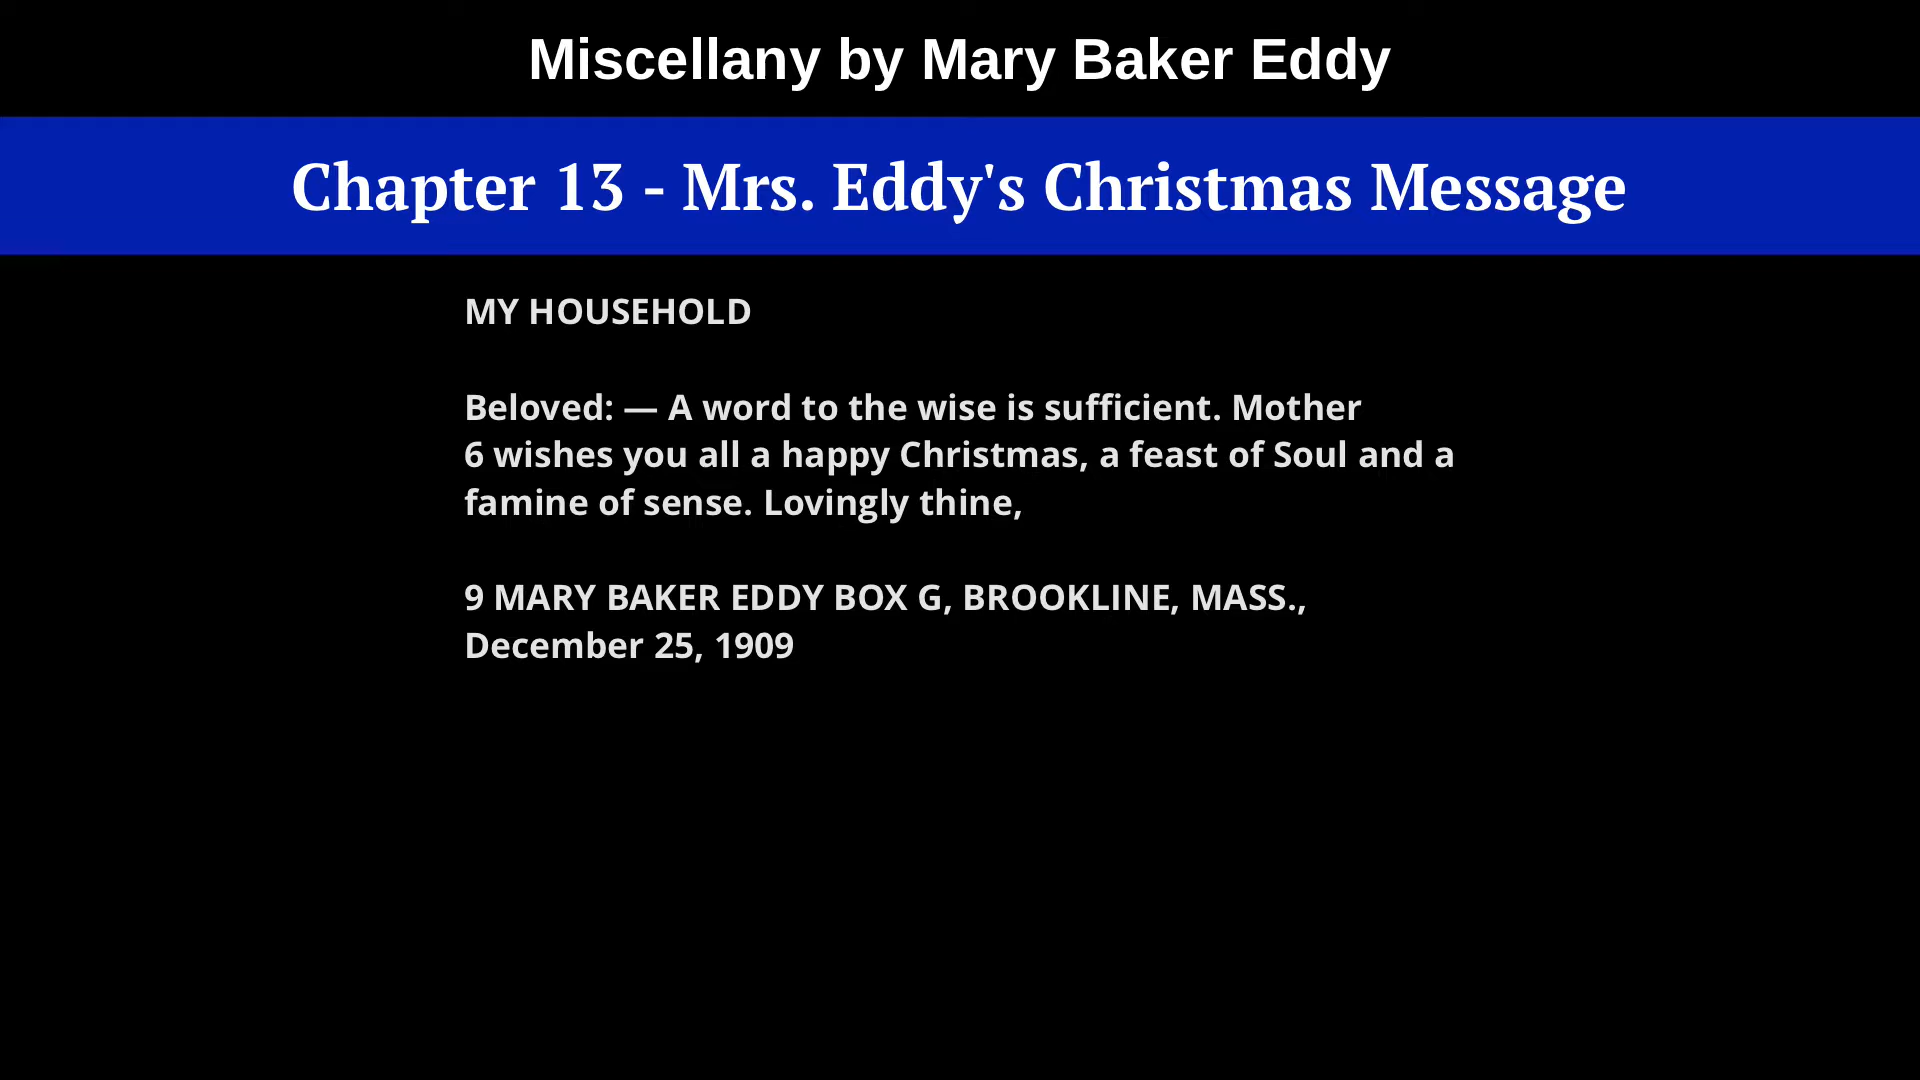 Miscellany by Mary Baker Eddy
Chapter 13 - Mrs. Eddy's Christmas Message
MY HOUSEHOLD
Beloved: — A word to the wise is sufficient. Mother
6 wishes you all a happy Christmas, a feast of Soul and a
famine of sense. Lovingly thine,
9 MARY BAKER EDDY BOX G, BROOKLINE, MASS.,
December 25, 1909